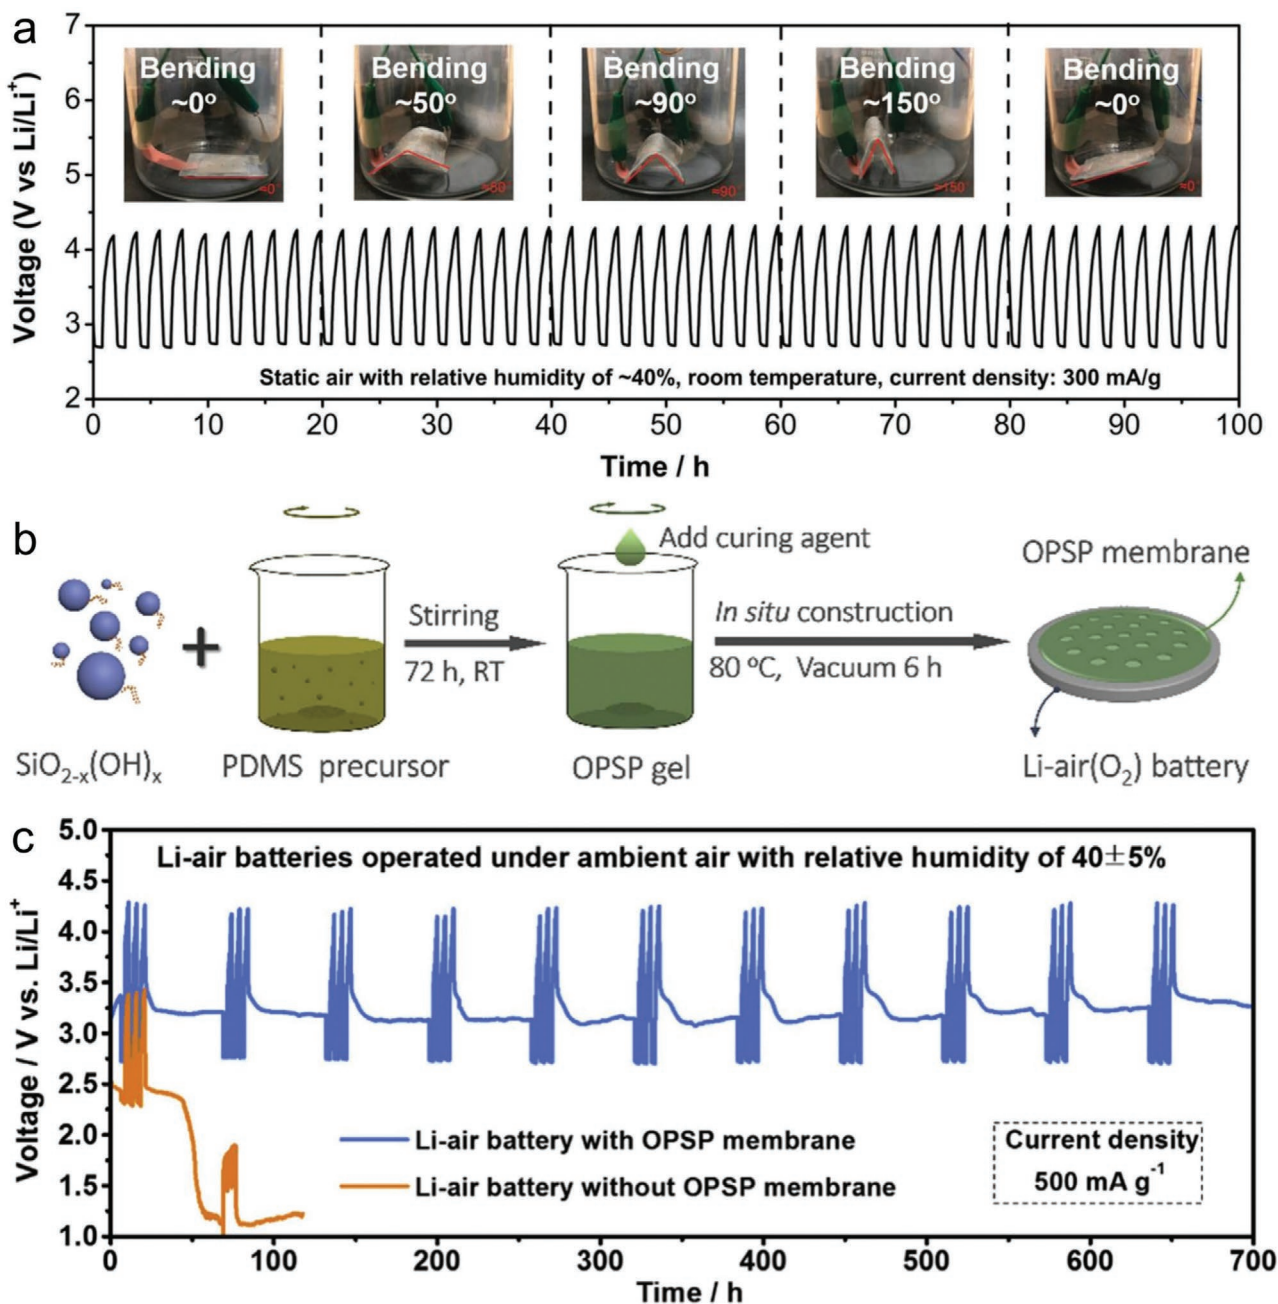 a
Voltage (V vs Li/Li⁺)
7
6
5
4
3
2
Bending
~0°
≈0°
Bending
~50°
≈50°
Bending
~90°
≈90
Bending
~150°
≈150
Bending
~0°
≈0°
Static air with relative humidity of ~40%, room temperature, current density: 300 mA/g
0 10 20 30 40 50 60 70 80 90 100
Time / h
b
SiO₂₋ₓ(OH)ₓ
+
PDMS precursor
Stirring
72 h, RT
Add curing agent
OPSP gel
In situ construction
80 °C, Vacuum 6 h
OPSP membrane
Li-air(O₂) battery
c
Voltage / V vs. Li/Li⁺
5.0
4.5
4.0
3.5
3.0
2.5
2.0
1.5
1.0
Li-air batteries operated under ambient air with relative humidity of 40±5%
Li-air battery with OPSP membrane
Li-air battery without OPSP membrane
Current density
500 mA g⁻¹
0 100 200 300 400 500 600 700
Time / h